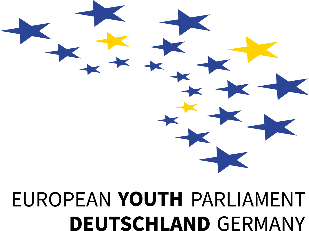 EUROPEAN YOUTH PARLIAMENT
DEUTSCHLAND GERMANY